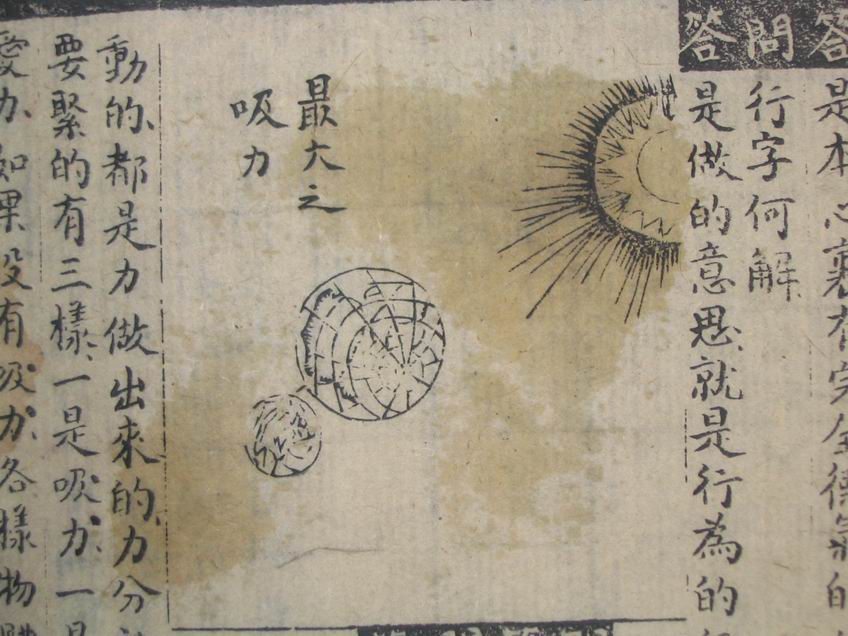 答
是本心裏有完全德氣的
問
行字何解
答
是做的意思、就是行為的
最大之
吸力
動的、都是力做出來的、力分
要緊的有三樣、一是吸力、一是
愛力、如果没有吸力、各樣物